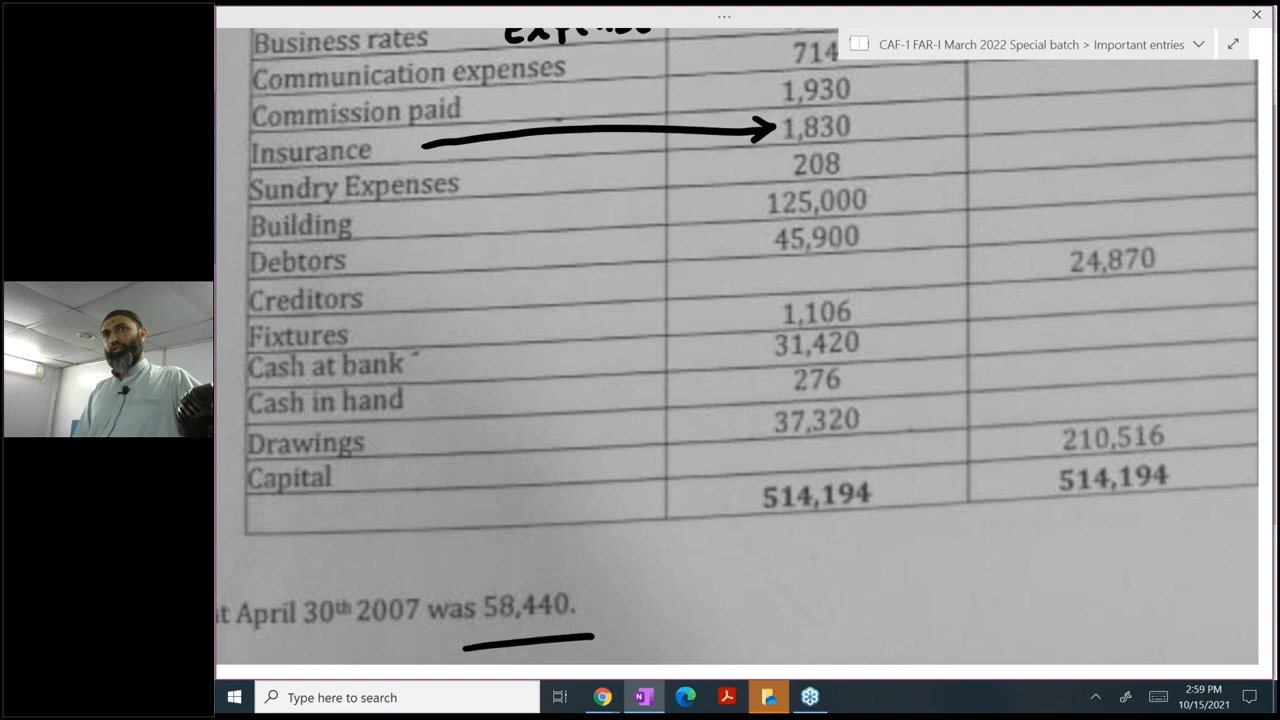 CAF-1 FAR-I March 2022 Special batch > Important entries
Business rates
Communication expenses 714
Commission paid 1,930
Insurance 1,830
Sundry Expenses 208
Building 125,000
Debtors 45,900
Creditors 24,870
Fixtures 1,106
Cash at bank 31,420
Cash in hand 276
Drawings 37,320
Capital 210,516
514,194 514,194
April 30th 2007 was 58,440.
Type here to search
2:59 PM
10/15/2021